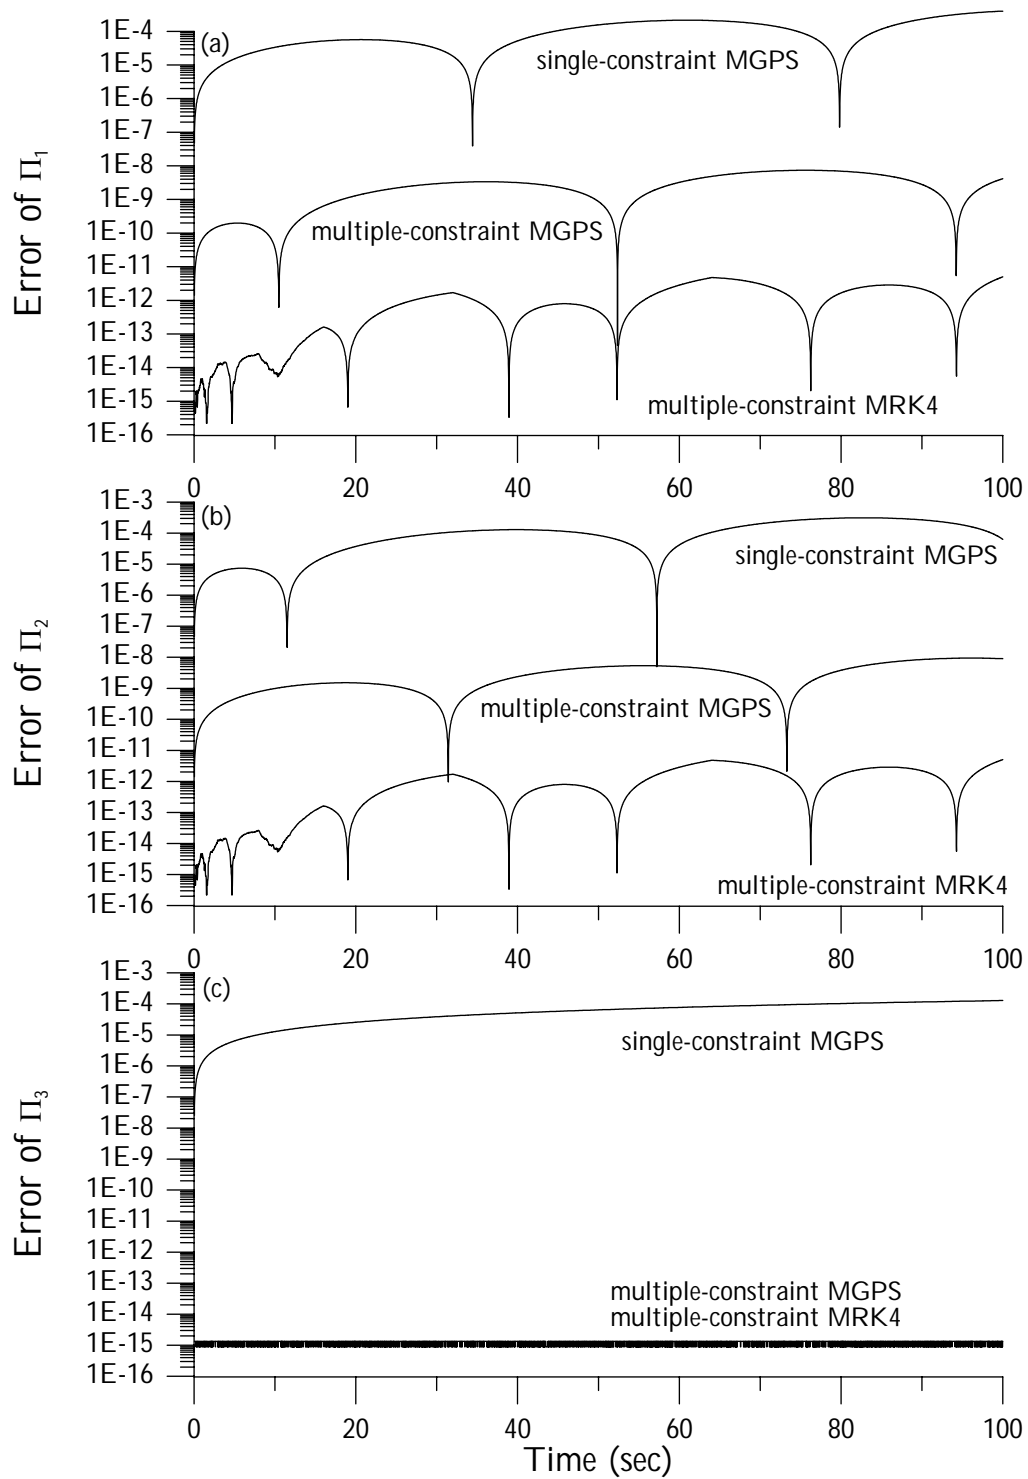 (a)
1E-4
1E-5
1E-6
1E-7
1E-8
1E-9
1E-10
1E-11
1E-12
1E-13
1E-14
1E-15
1E-16
Error of Π1
single-constraint MGPS
multiple-constraint MGPS
multiple-constraint MRK4
0 20 40 60 80 100
(b)
1E-3
1E-4
1E-5
1E-6
1E-7
1E-8
1E-9
1E-10
1E-11
1E-12
1E-13
1E-14
1E-15
1E-16
Error of Π2
single-constraint MGPS
multiple-constraint MGPS
multiple-constraint MRK4
0 20 40 60 80 100
(c)
1E-3
1E-4
1E-5
1E-6
1E-7
1E-8
1E-9
1E-10
1E-11
1E-12
1E-13
1E-14
1E-15
1E-16
Error of Π3
single-constraint MGPS
multiple-constraint MGPS
multiple-constraint MRK4
0 20 40 60 80 100
Time (sec)